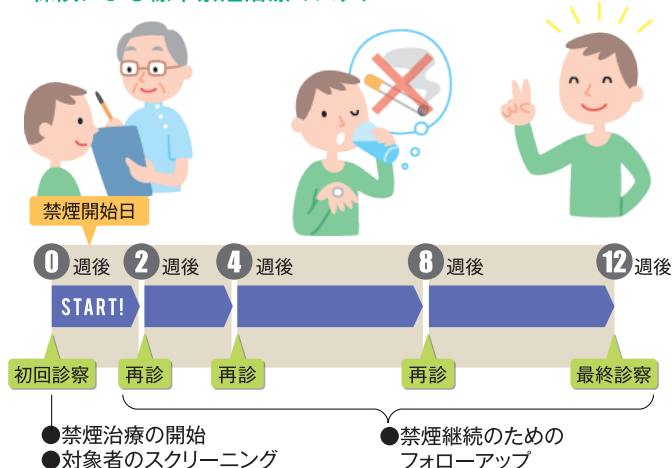 禁煙開始日
0週後 2週後 4週後 8週後 12週後
START!
初回診察 再診 再診 再診 最終診察
●禁煙治療の開始
●対象者のスクリーニング
●禁煙継続のための
フォローアップ